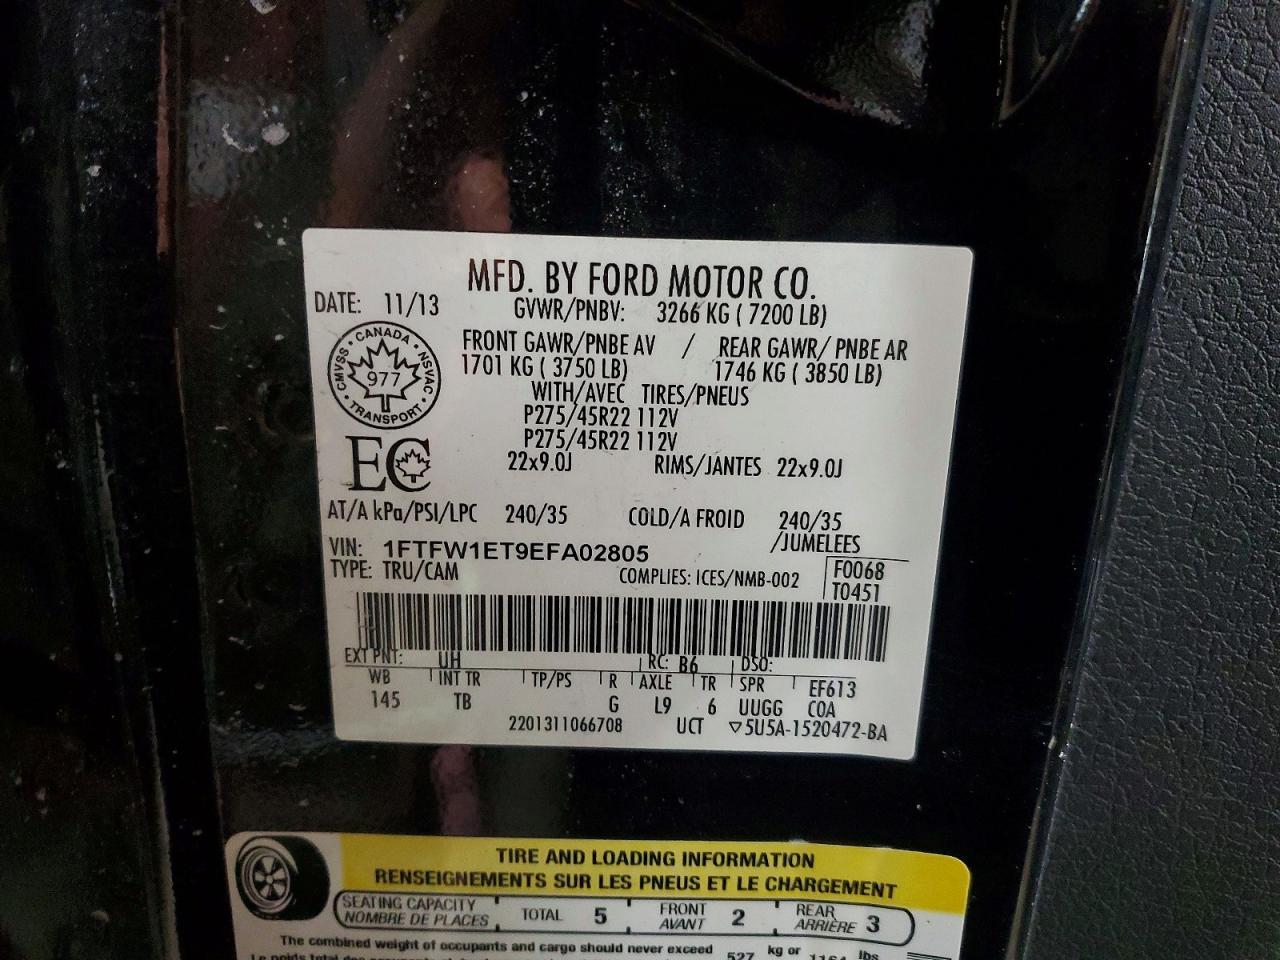 MFD. BY FORD MOTOR CO.
DATE: 11/13 GVWR/PNBV: 3266 KG ( 7200 LB)
FRONT GAWR/PNBE AV / REAR GAWR/ PNBE AR
1701 KG ( 3750 LB) 1746 KG ( 3850 LB)
WITH/AVEC TIRES/PNEUS
P275/45R22 112V
P275/45R22 112V
22x9.0J RIMS/JANTES 22x9.0J
CANADA
CMVSS NSVAC
977
TRANSPORT
EC
AT/A kPa/PSI/LPC 240/35 COLD/A FROID 240/35
/JUMELEES
VIN: 1FTFW1ET9EFA02805
TYPE: TRU/CAM COMPLIES: ICES/NMB-002
F0068
T0451
EXT PNT: UH RC: B6 DSO:
WB INT TR TP/PS R AXLE TR SPR EF613
145 TB G L9 6 UUGG COA
2201311066708 UCT ▽5U5A-1520472-BA
TIRE AND LOADING INFORMATION
RENSEIGNEMENTS SUR LES PNEUS ET LE CHARGEMENT
SEATING CAPACITY
NOMBRE DE PLACES
TOTAL 5
FRONT
AVANT 2
REAR
ARRIÈRE 3
The combined weight of occupants and cargo should never exceed 527 kg or lbs